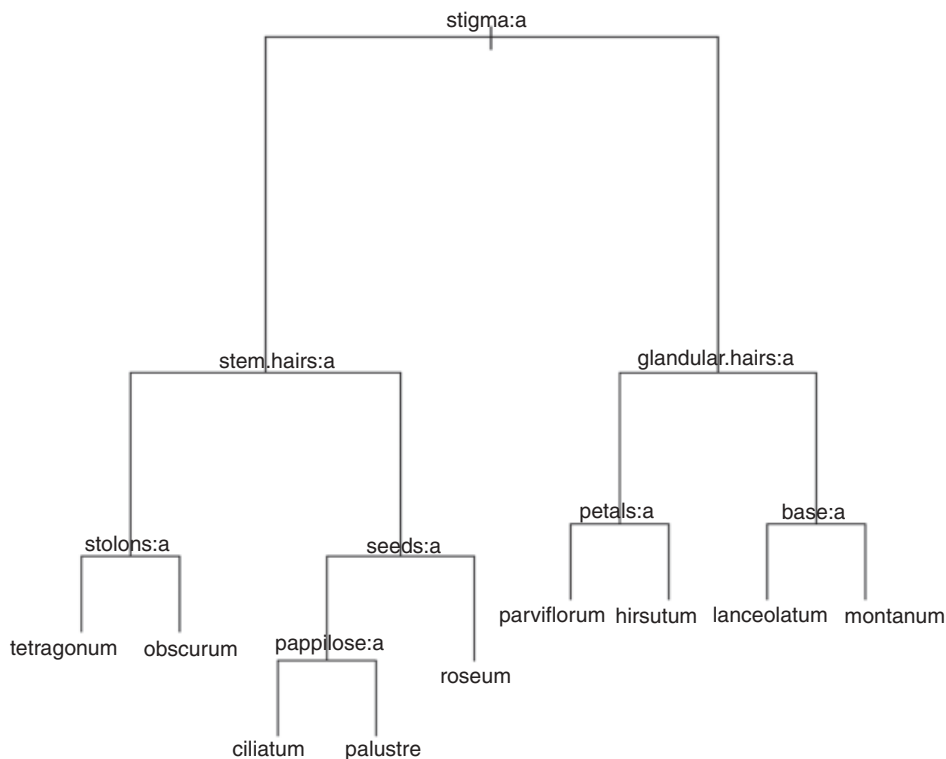 stigma:a
stem.hairs:a
glandular.hairs:a
petals:a
base:a
stolons:a
seeds:a
parviflorum
hirsutum
lanceolatum
montanum
tetragonum
obscurum
pappilose:a
roseum
ciliatum
palustre